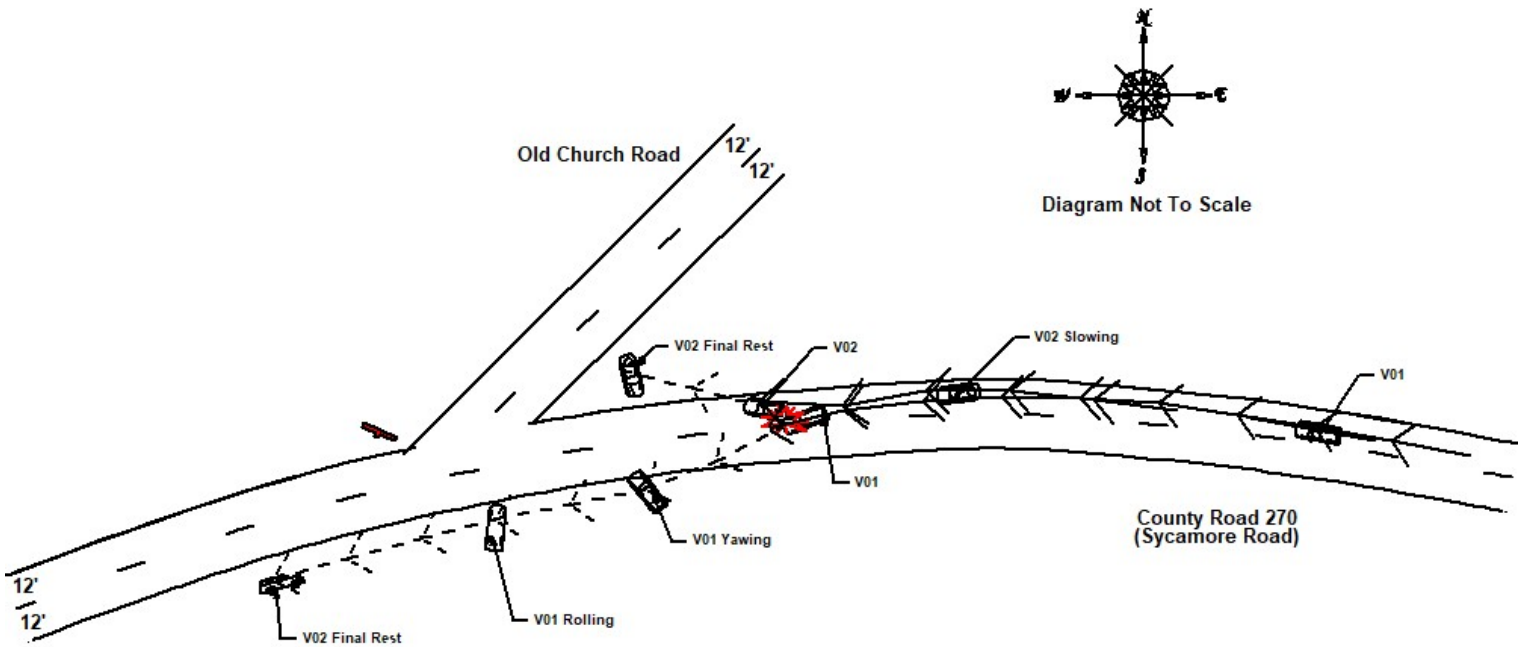 N
W
E
S
Diagram Not To Scale
Old Church Road
12'
12'
V02 Final Rest
V02
V02 Slowing
V01
V01
V01 Yawing
County Road 270
(Sycamore Road)
12'
12'
V01 Rolling
V02 Final Rest